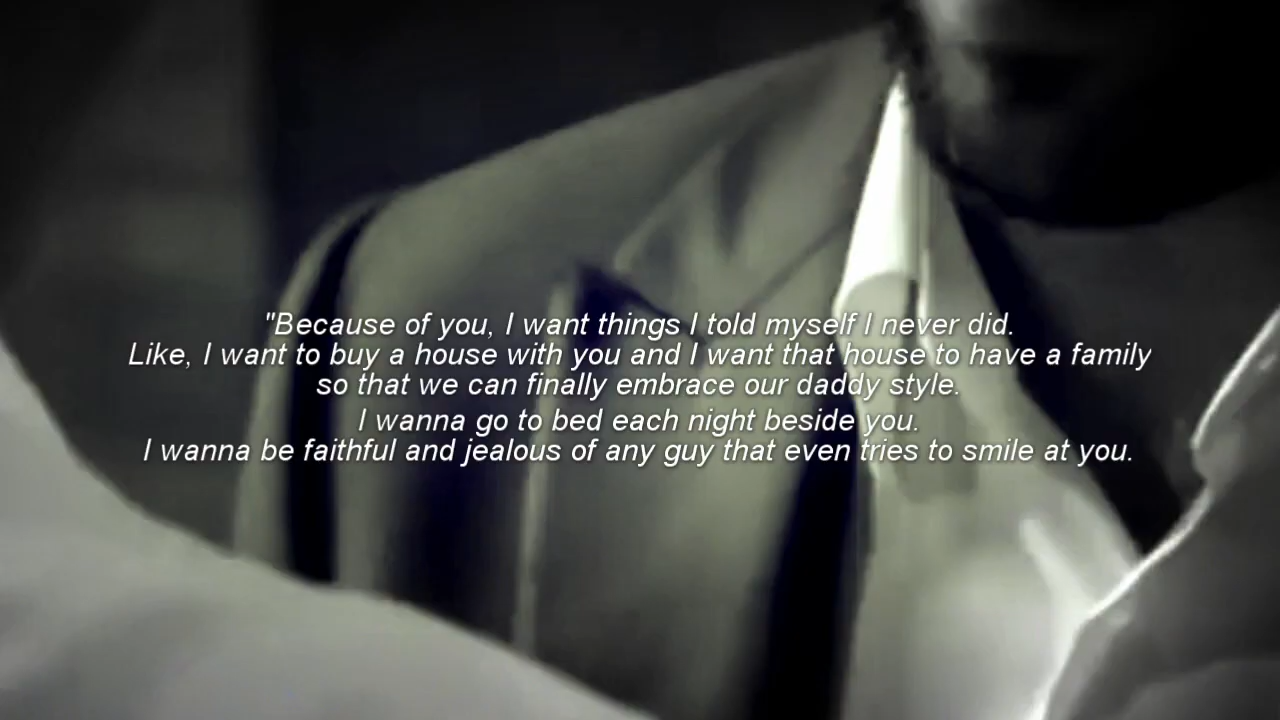 "Because of you, I want things I told myself I never did.
Like, I want to buy a house with you and I want that house to have a family
so that we can finally embrace our daddy style.
I wanna go to bed each night beside you.
I wanna be faithful and jealous of any guy that even tries to smile at you.